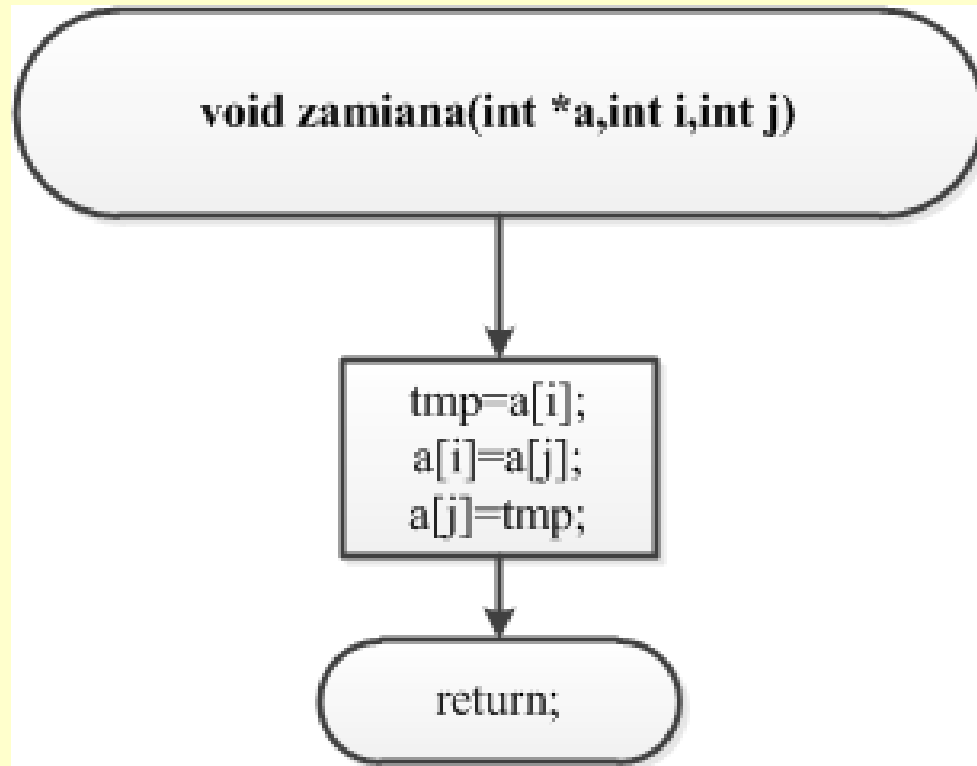 void zamiana(int *a,int i,int j)
tmp=a[i];
a[i]=a[j];
a[j]=tmp;
return;